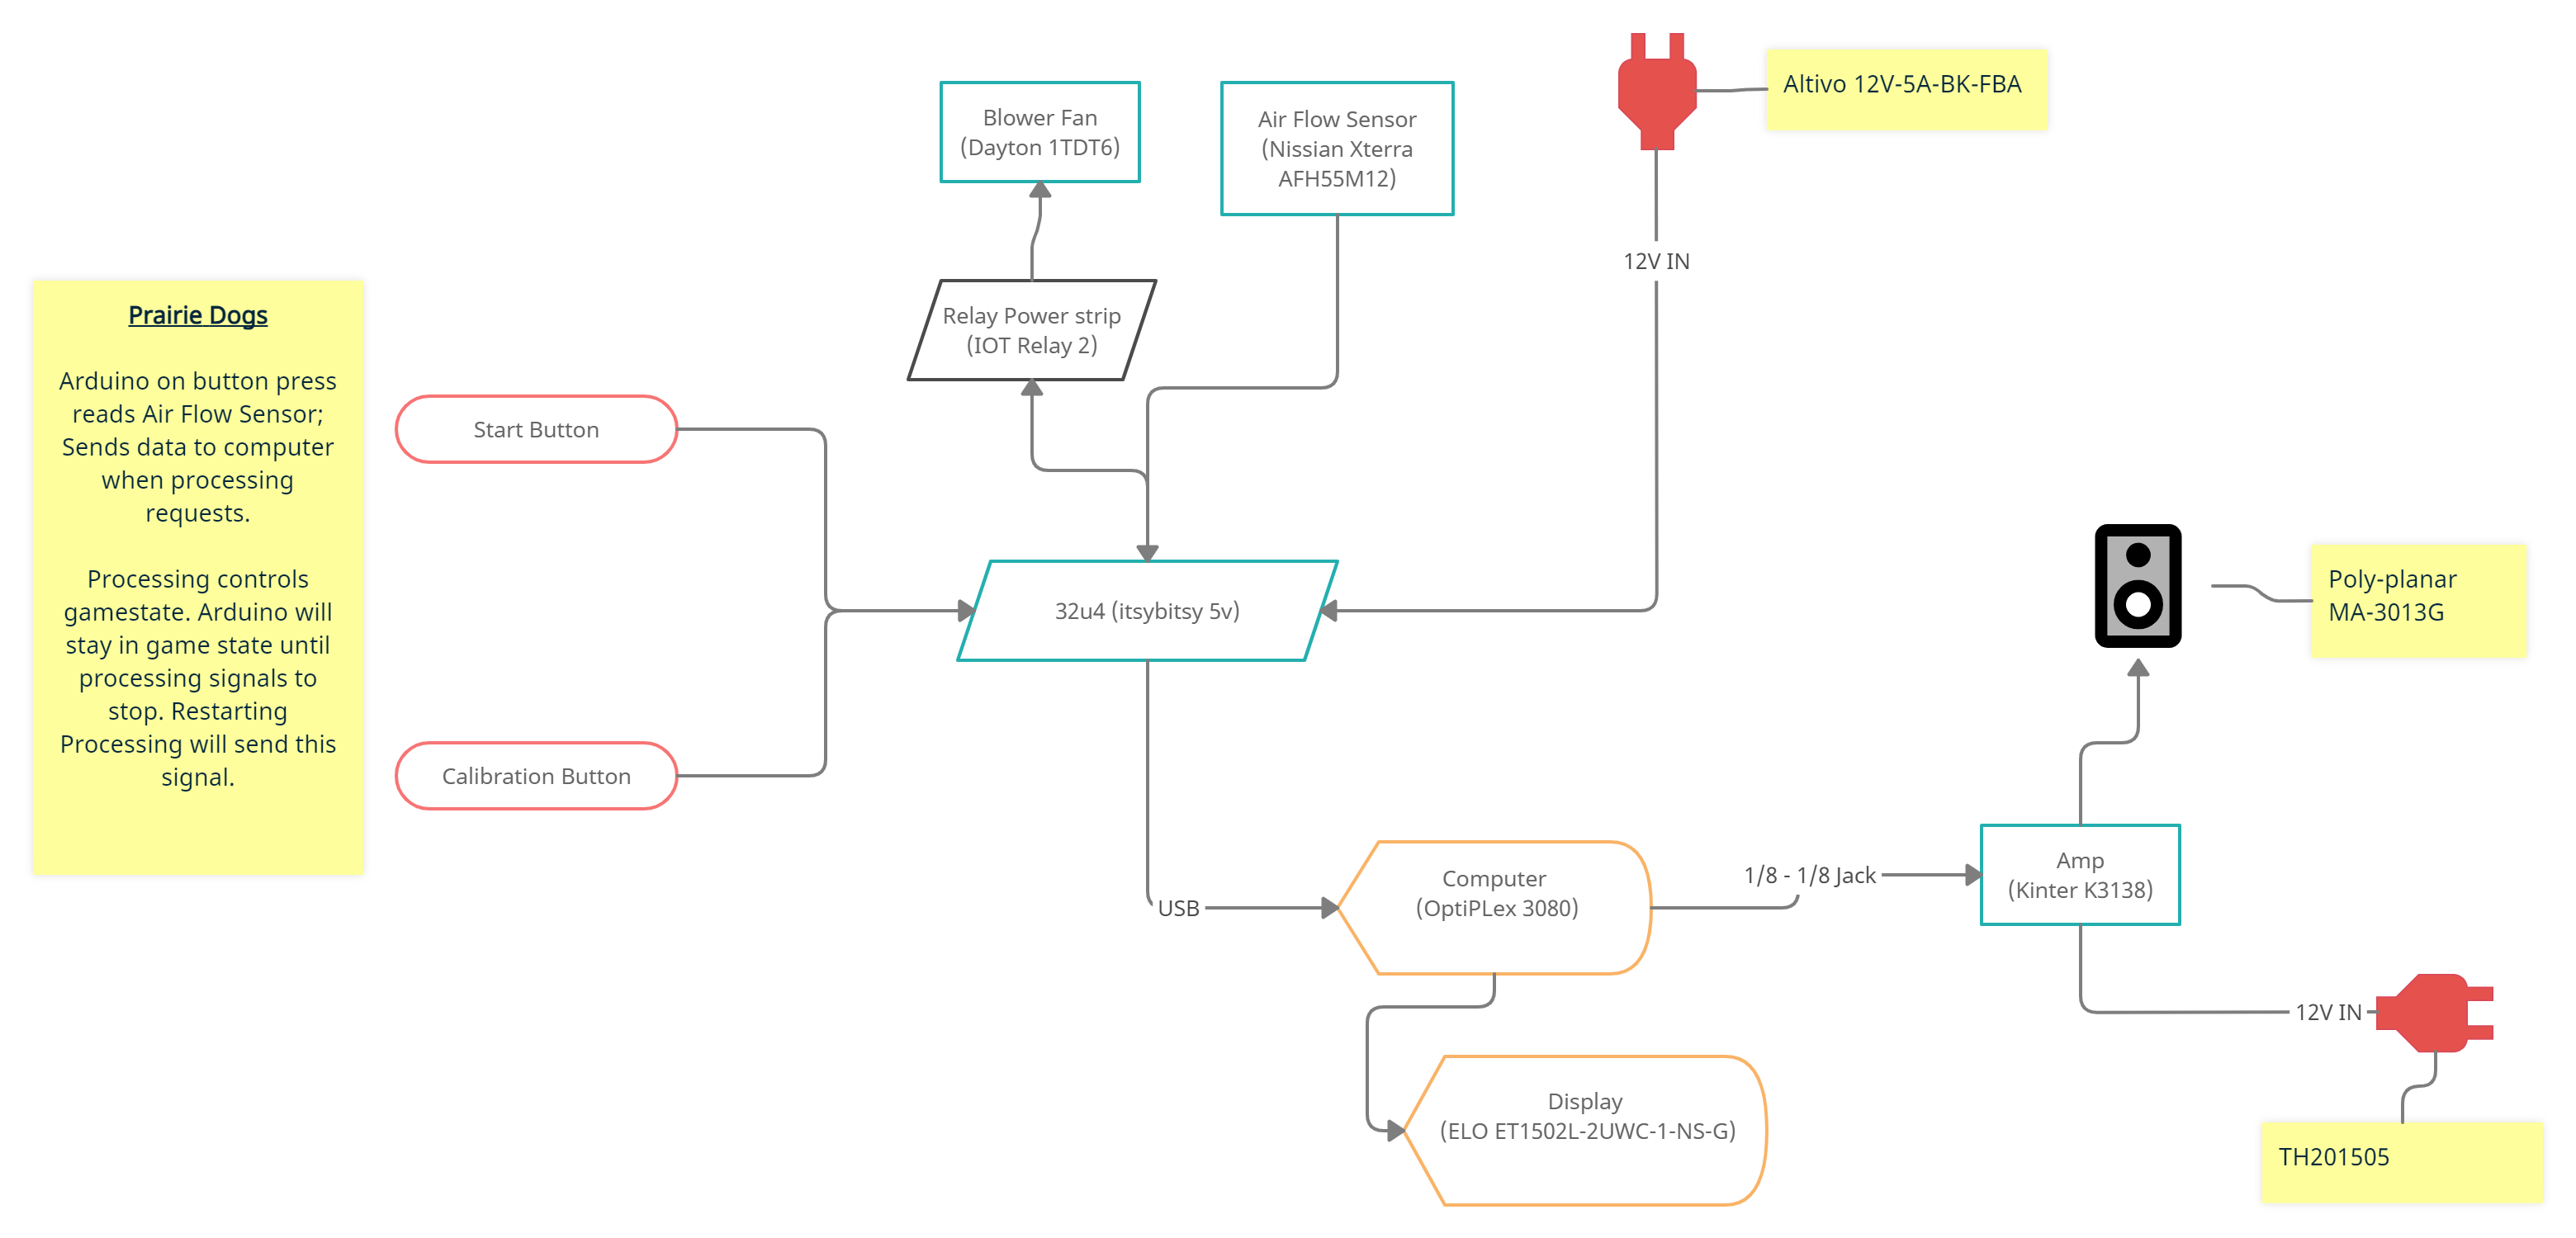 Prairie Dogs
Arduino on button press
reads Air Flow Sensor;
Sends data to computer
when processing
requests.
Processing controls
gamestate. Arduino will
stay in game state until
processing signals to
stop. Restarting
Processing will send this
signal.
Start Button
Calibration Button
Blower Fan
(Dayton 1TDT6)
Relay Power strip
(IOT Relay 2)
Air Flow Sensor
(Nissian Xterra
AFH55M12)
Altivo 12V-5A-BK-FBA
12V IN
32u4 (itsybitsy 5v)
USB
Computer
(OptiPLex 3080)
Display
(ELO ET1502L-2UWC-1-NS-G)
1/8 - 1/8 Jack
Amp
(Kinter K3138)
Poly-planar
MA-3013G
12V IN
TH201505